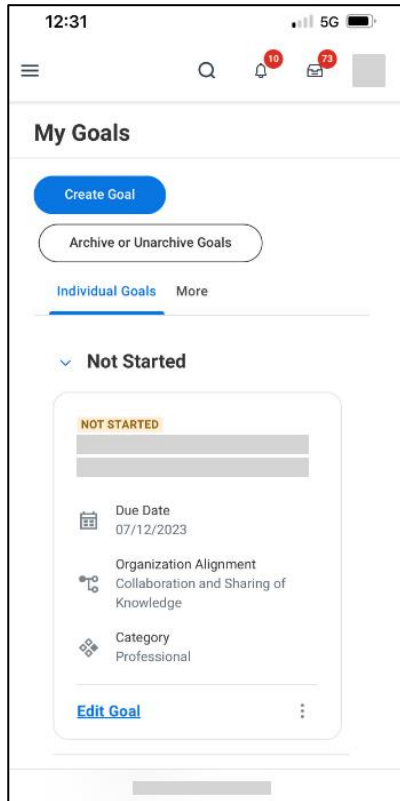 12:31 5G
10 73
My Goals
Create Goal
Archive or Unarchive Goals
Individual Goals More
Not Started
NOT STARTED
Due Date
07/12/2023
Organization Alignment
Collaboration and Sharing of
Knowledge
Category
Professional
Edit Goal